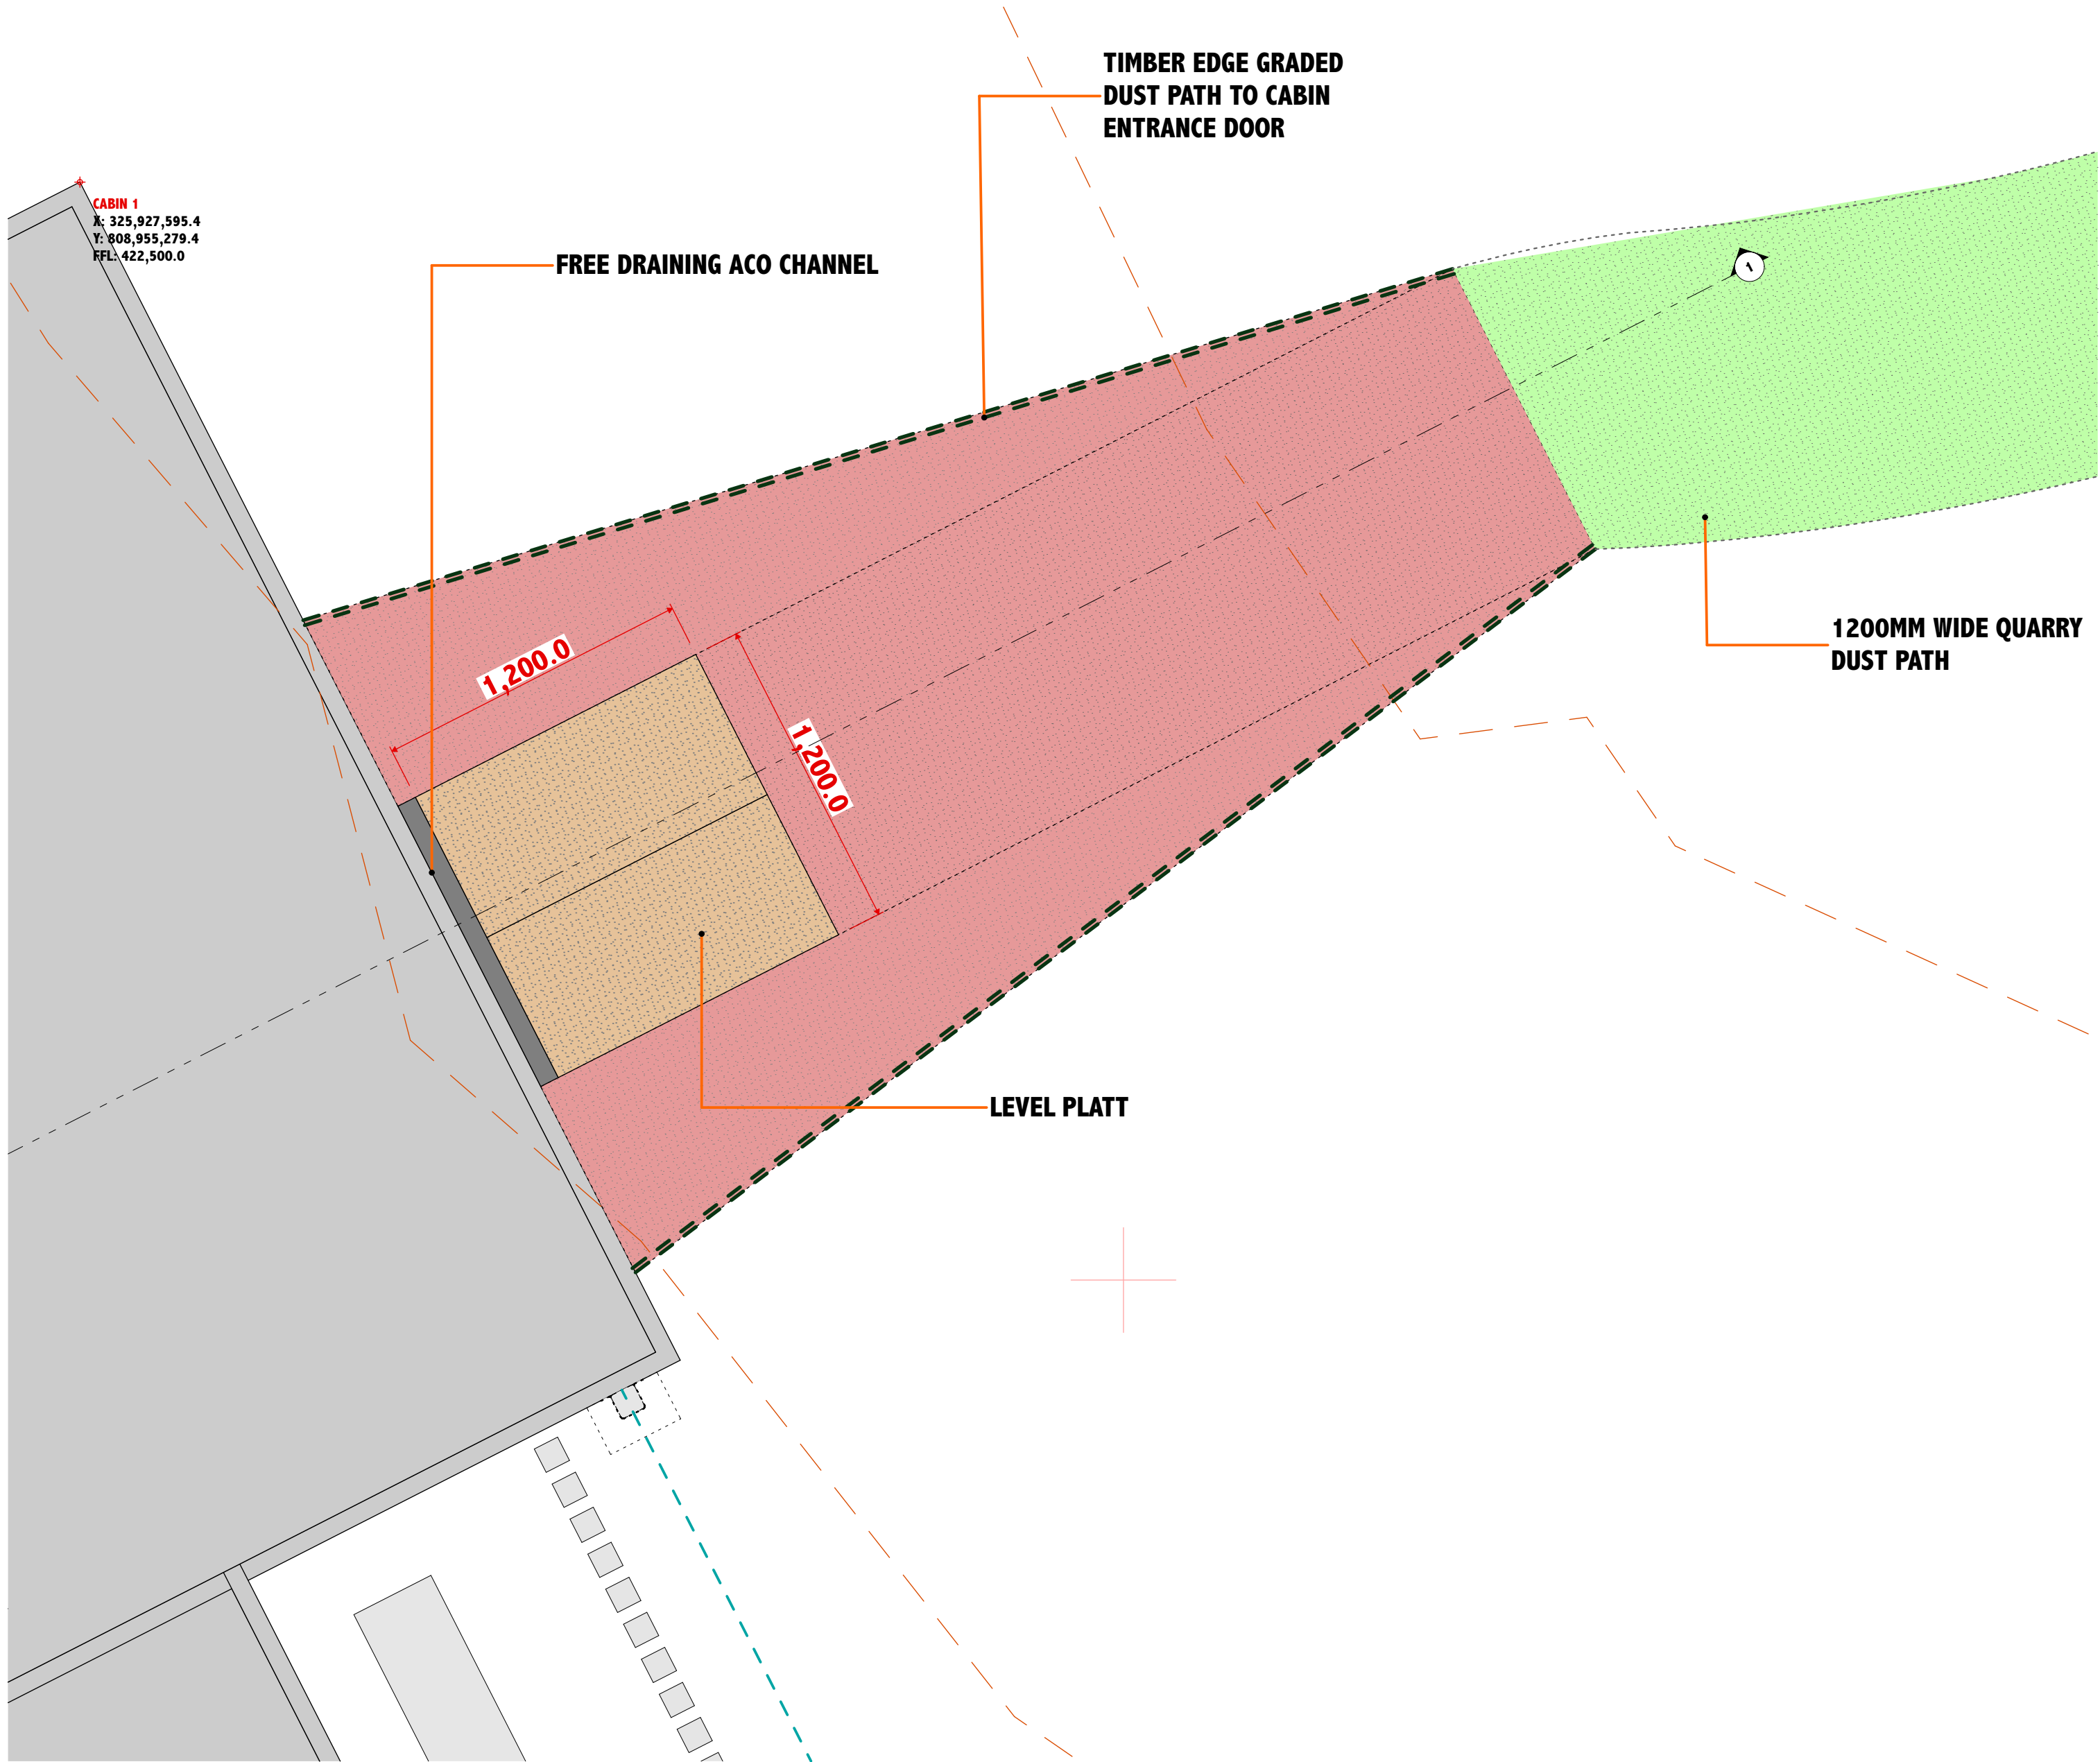 TIMBER EDGE GRADED
DUST PATH TO CABIN
ENTRANCE DOOR
CABIN 1
X: 325,927,595.4
Y: 808,955,279.4
FFL: 422,500.0
FREE DRAINING ACO CHANNEL
1
1200MM WIDE QUARRY
DUST PATH
1,200.0
1,200.0
LEVEL PLATT